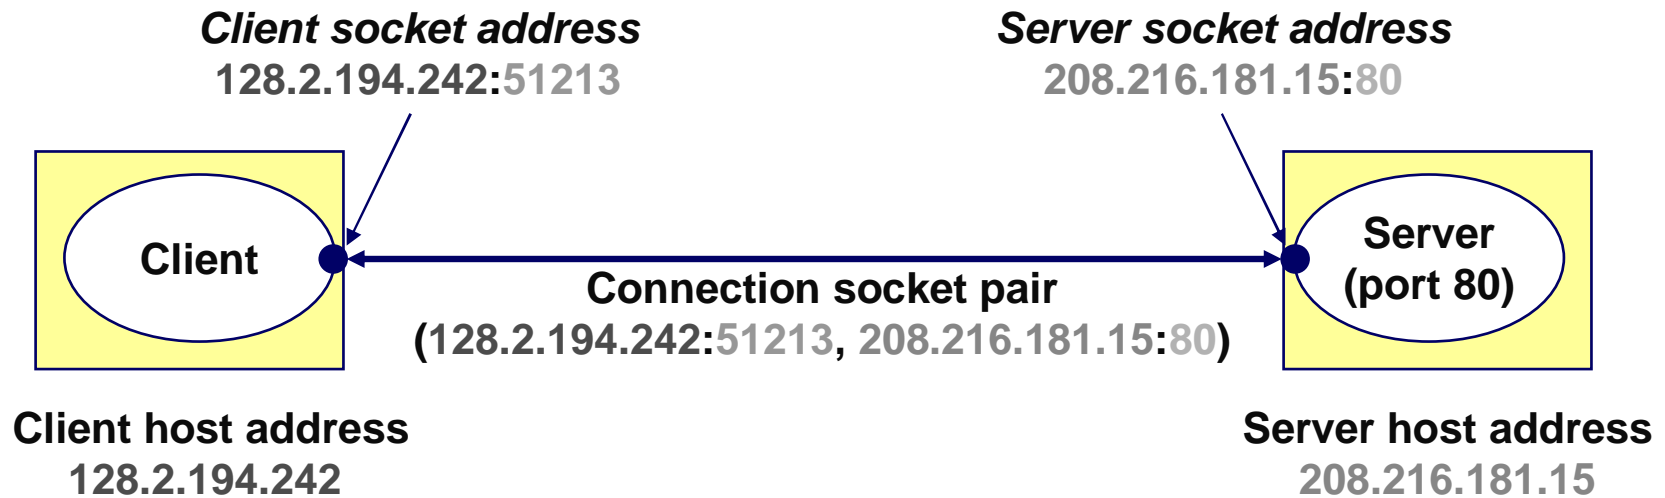 Client socket address
128.2.194.242:51213
Server socket address
208.216.181.15:80
Client
Server
(port 80)
Connection socket pair
(128.2.194.242:51213, 208.216.181.15:80)
Client host address
128.2.194.242
Server host address
208.216.181.15